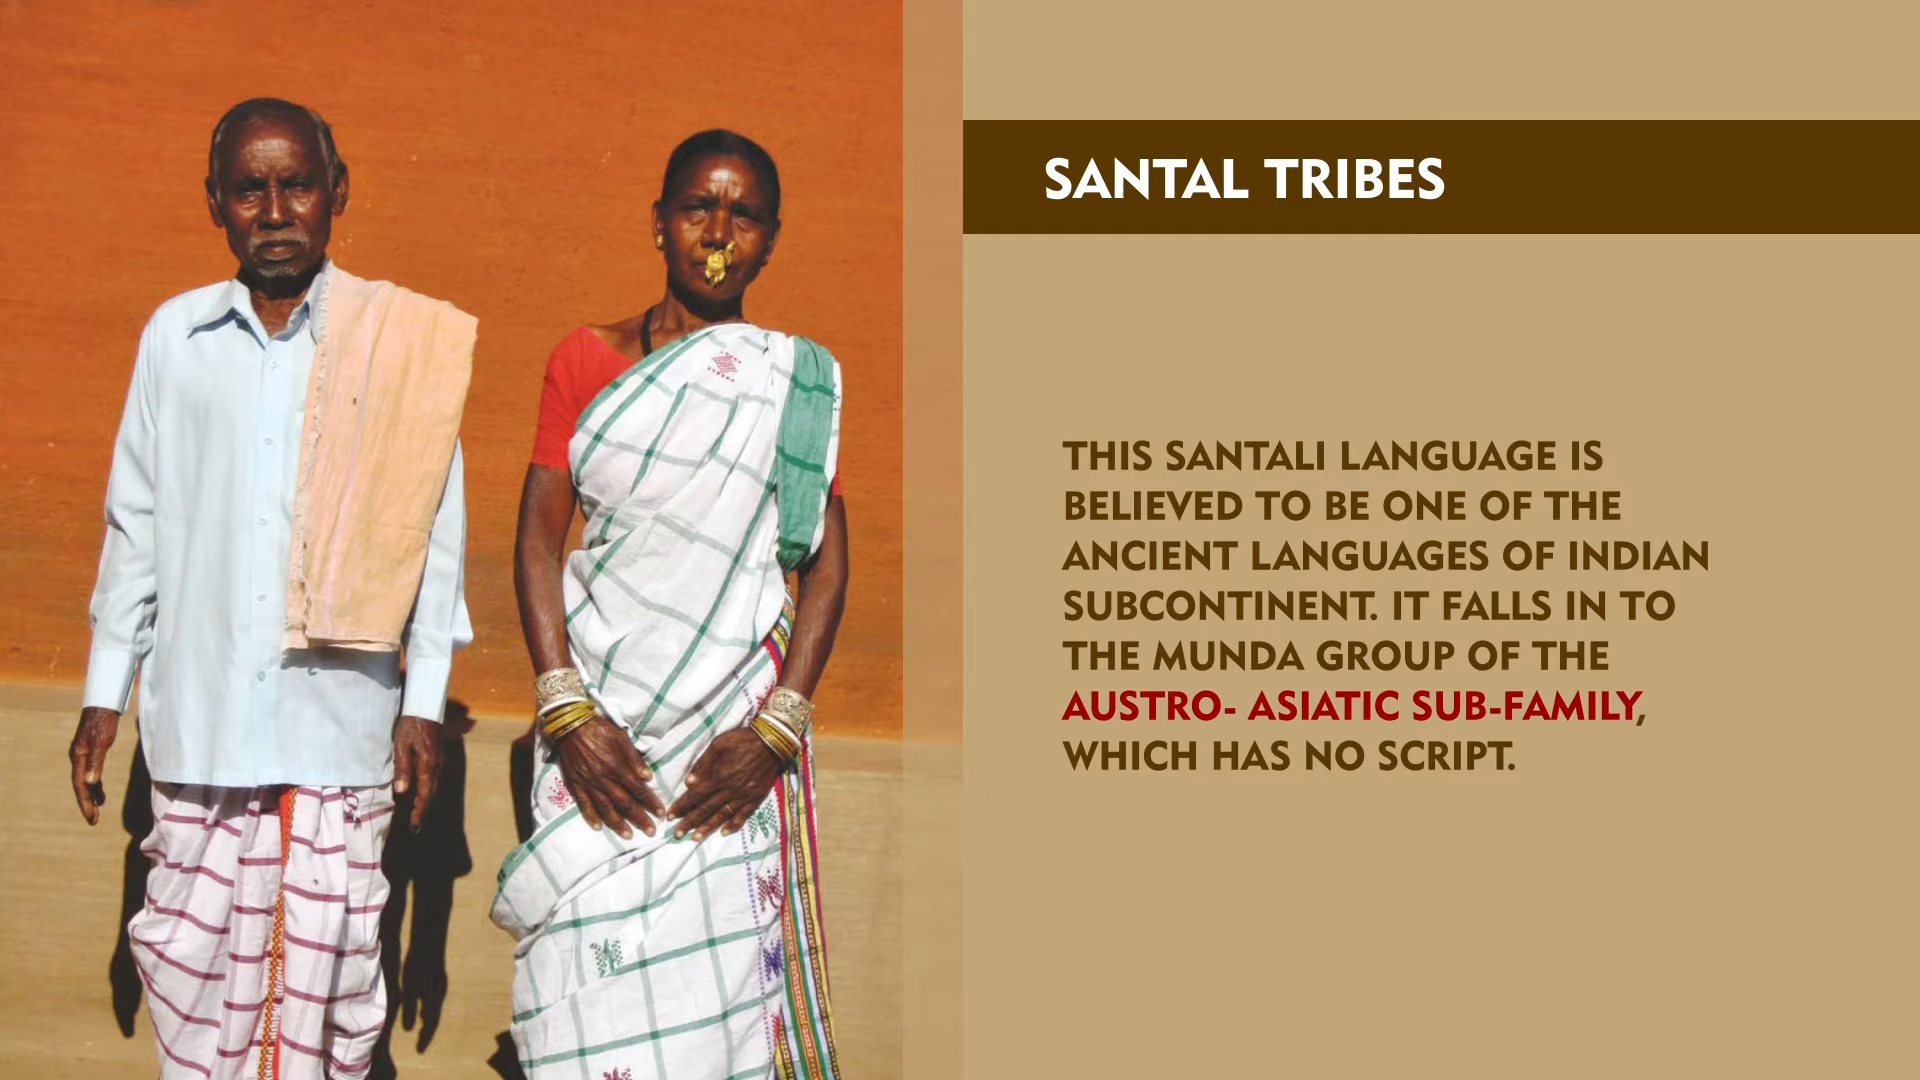 SANTAL TRIBES
THIS SANTALI LANGUAGE IS
BELIEVED TO BE ONE OF THE
ANCIENT LANGUAGES OF INDIAN
SUBCONTINENT. IT FALLS IN TO
THE MUNDA GROUP OF THE
AUSTRO- ASIATIC SUB-FAMILY,
WHICH HAS NO SCRIPT.